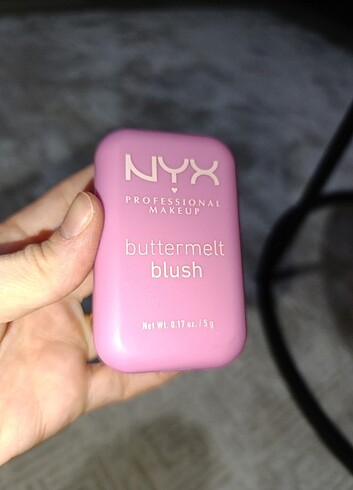 NYX
PROFESSIONAL
MAKEUP
buttermelt
blush
Net Wt. 0.17 oz. / 5 g